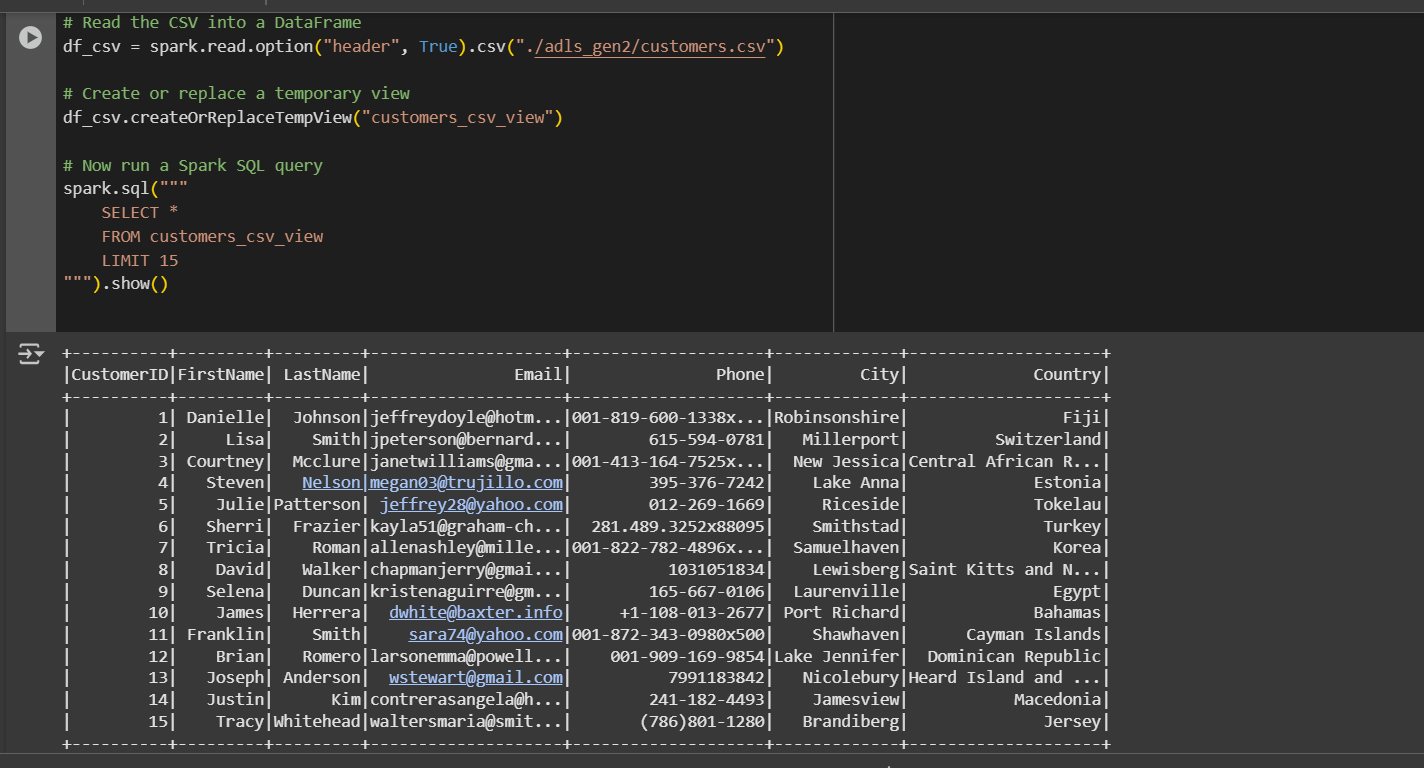 # Read the CSV into a DataFrame
df_csv = spark.read.option("header", True).csv("./adls_gen2/customers.csv")

# Create or replace a temporary view
df_csv.createOrReplaceTempView("customers_csv_view")

# Now run a Spark SQL query
spark.sql("""
    SELECT *
    FROM customers_csv_view
    LIMIT 15
""").show()

+----------+---------+---------+--------------------+--------------------+-------------+--------------------+
|CustomerID|FirstName| LastName|               Email|               Phone|         City|             Country|
+----------+---------+---------+--------------------+--------------------+-------------+--------------------+
|         1| Danielle|  Johnson|jeffreydoyle@hotm...|001-819-600-1338x...|Robinsonshire|                Fiji|
|         2|     Lisa|    Smith|jpeterson@bernard...|        615-594-0781|   Millerport|         Switzerland|
|         3| Courtney|  Mcclure|janetwilliams@gma...|001-413-164-7525x...|  New Jessica|Central African R...|
|         4|   Steven|   Nelson|megan03@trujillo.com|        395-376-7242|    Lake Anna|             Estonia|
|         5|    Julie|Patterson| jeffrey28@yahoo.com|        012-269-1669|     Riceside|             Tokelau|
|         6|   Sherri|  Frazier|kayla51@graham-ch...|  281.489.3252x88095|    Smithstad|              Turkey|
|         7|   Tricia|    Roman|allenashley@mille...|001-822-782-4896x...|  Samuelhaven|               Korea|
|         8|    David|   Walker|chapmanjerry@gmai...|          1031051834|    Lewisberg|Saint Kitts and N...|
|         9|   Selena|   Duncan|kristenaguirre@gm...|        165-667-0106|  Laurenville|               Egypt|
|        10|    James|  Herrera|  dwhite@baxter.info|     +1-108-013-2677| Port Richard|             Bahamas|
|        11| Franklin|    Smith|    sara74@yahoo.com|001-872-343-0980x500|    Shawhaven|      Cayman Islands|
|        12|    Brian|   Romero|larsonemma@powell...|    001-909-169-9854|Lake Jennifer|  Dominican Republic|
|        13|   Joseph| Anderson|  wstewart@gmail.com|          7991183842|   Nicolebury|Heard Island and ...|
|        14|   Justin|      Kim|contrerasangela@h...|        241-182-4493|    Jamesview|           Macedonia|
|        15|    Tracy|Whitehead|waltersmaria@smit...|       (786)801-1280|   Brandiberg|              Jersey|
+----------+---------+---------+--------------------+--------------------+-------------+--------------------+